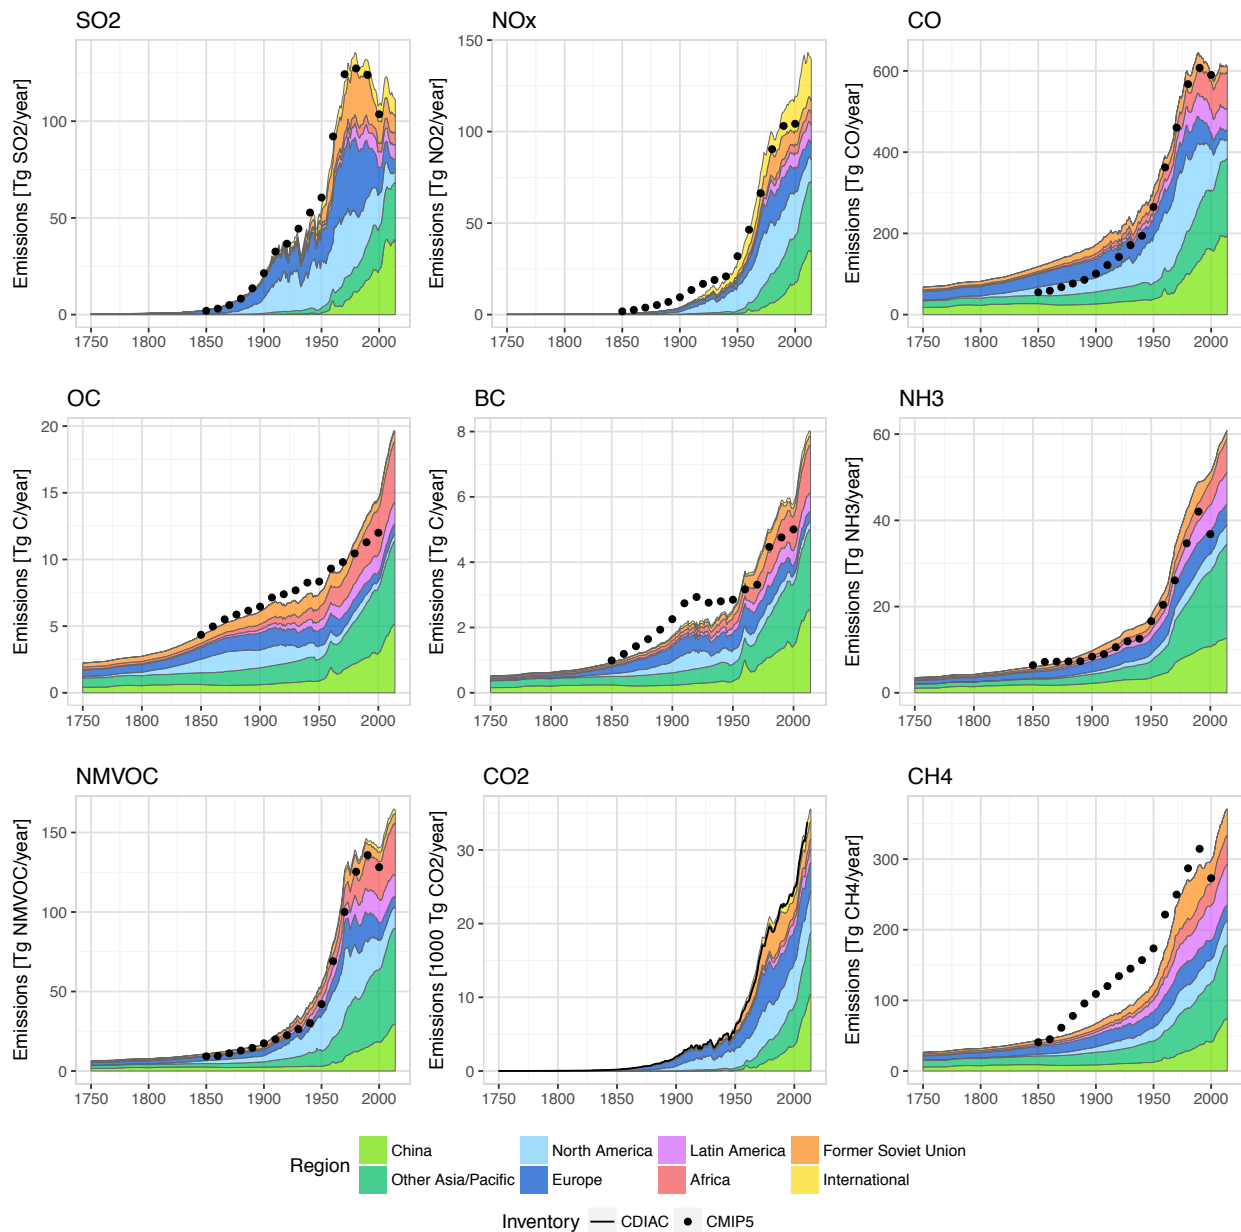 SO2
NOx
CO
Emissions [Tg SO2/year]
100
50
0
1750 1800 1850 1900 1950 2000
Emissions [Tg NO2/year]
150
100
50
0
1750 1800 1850 1900 1950 2000
Emissions [Tg CO/year]
600
400
200
0
1750 1800 1850 1900 1950 2000
OC
BC
NH3
Emissions [Tg C/year]
20
15
10
5
0
1750 1800 1850 1900 1950 2000
Emissions [Tg C/year]
8
6
4
2
0
1750 1800 1850 1900 1950 2000
Emissions [Tg NH3/year]
60
40
20
0
1750 1800 1850 1900 1950 2000
NMVOC
CO2
CH4
Emissions [Tg NMVOC/year]
150
100
50
0
1750 1800 1850 1900 1950 2000
Emissions [1000 Tg CO2/year]
30
20
10
0
1750 1800 1850 1900 1950 2000
Emissions [Tg CH4/year]
300
200
100
0
1750 1800 1850 1900 1950 2000
Region
China North America Latin America Former Soviet Union
Other Asia/Pacific Europe Africa International
Inventory CDIAC CMIP5